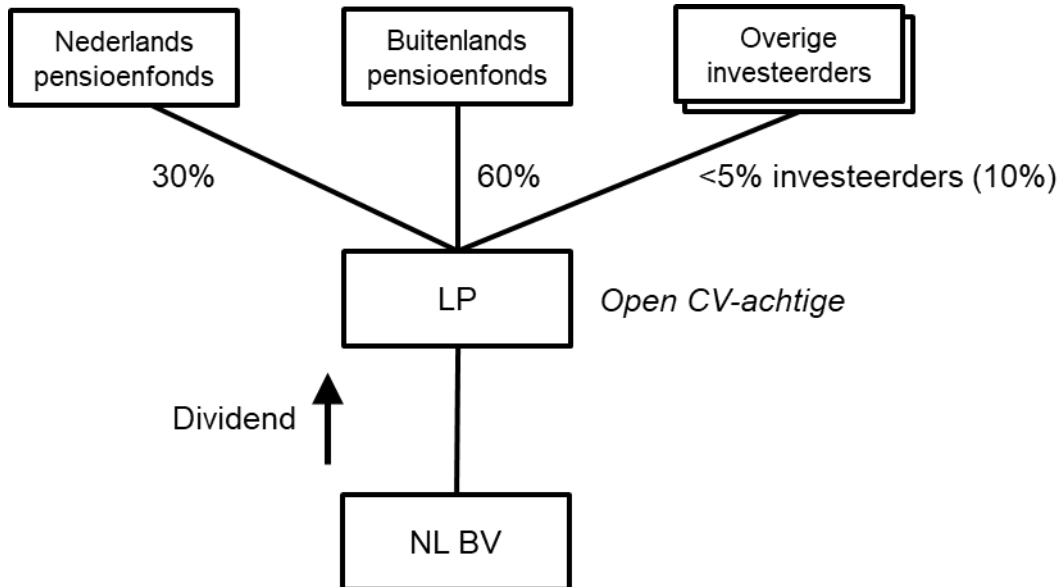 Nederlands
pensioenfonds
Buitenlands
pensioenfonds
Overige
investeerders
30%
60%
<5% investeerders (10%)
LP
Open CV-achtige
Dividend
NL BV